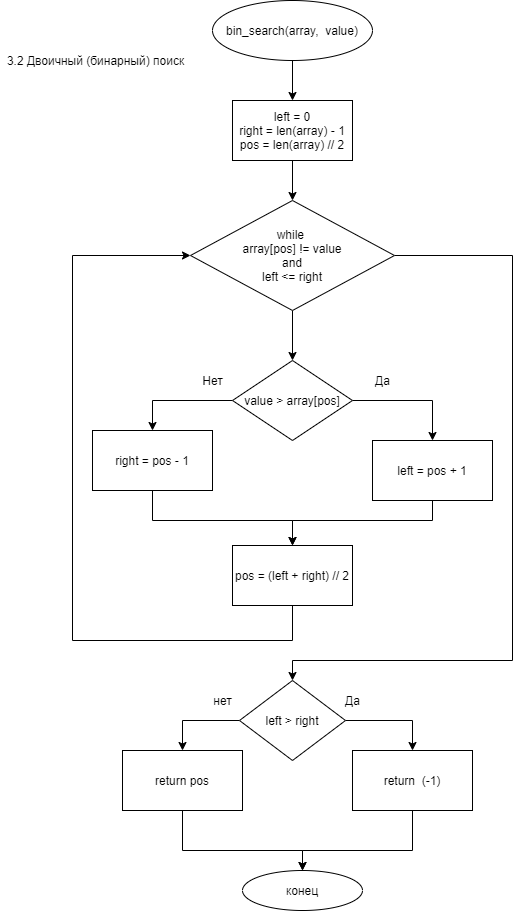 bin_search(array, value)
3.2 Двоичный (бинарный) поиск
left = 0
right = len(array) - 1
pos = len(array) // 2
while
array[pos] != value
and
left <= right
Нет
Да
value > array[pos]
right = pos - 1
left = pos + 1
pos = (left + right) // 2
нет
Да
left > right
return pos
return (-1)
конец